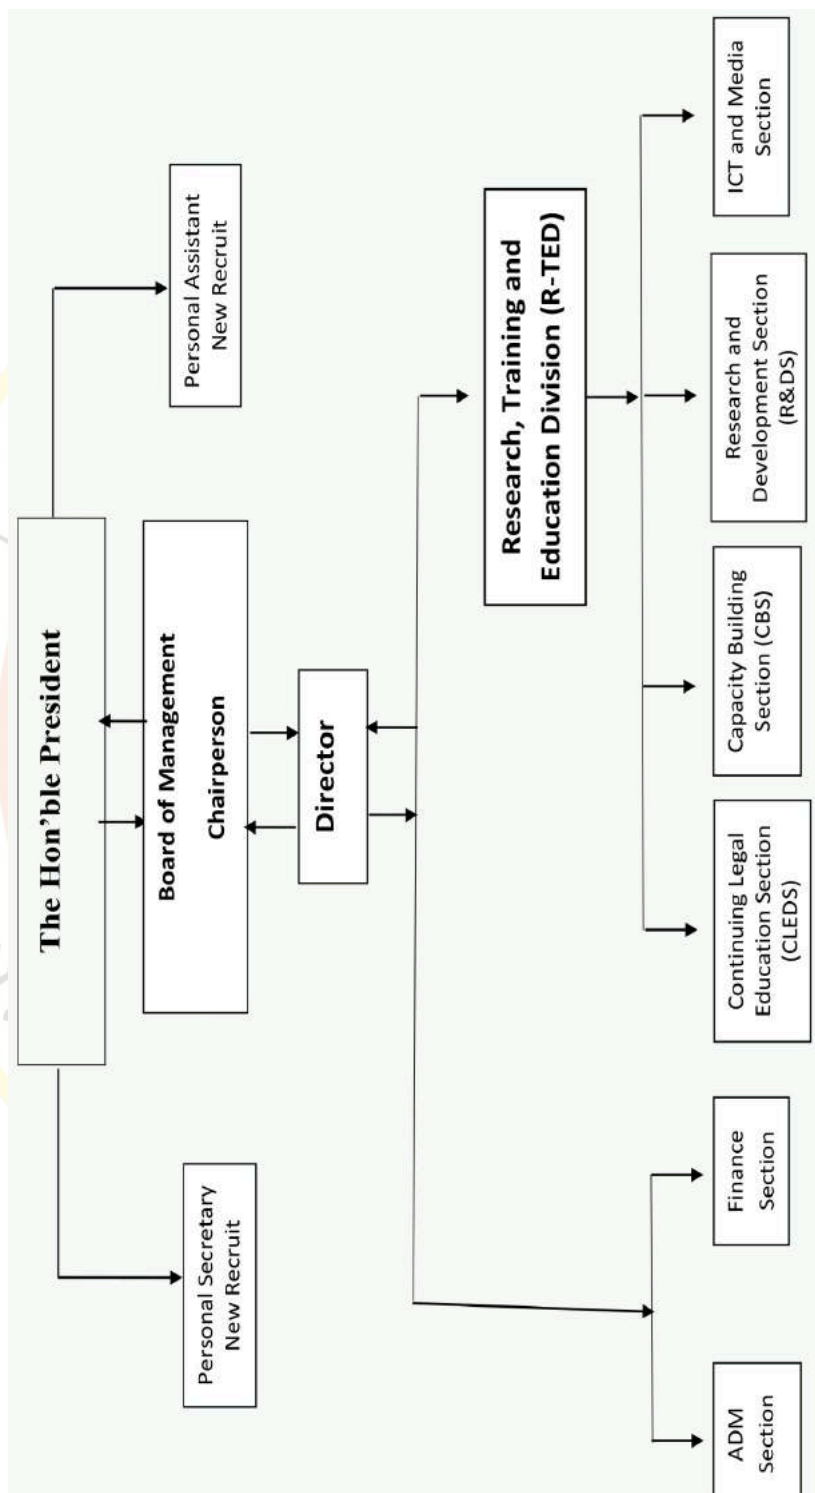 The Hon’ble President
Personal Secretary
New Recruit
Board of Management
Chairperson
Personal Assistant
New Recruit
Director
Research, Training and
Education Division (R-TED)
ADM
Section
Finance
Section
Continuing Legal
Education Section
(CLEDS)
Capacity Building
Section (CBS)
Research and
Development Section
(R&DS)
ICT and Media
Section